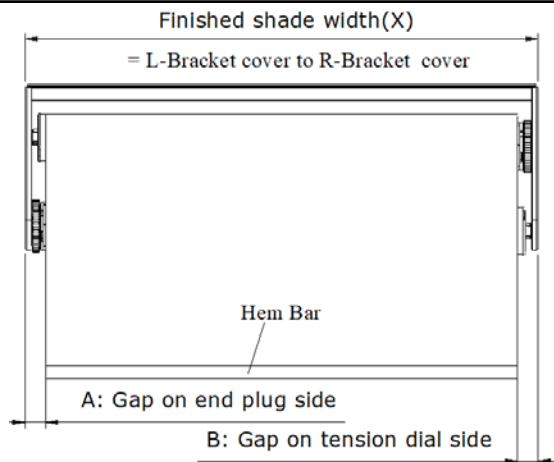 Finished shade width(X)
= L-Bracket cover to R-Bracket cover
Hem Bar
A: Gap on end plug side
B: Gap on tension dial side